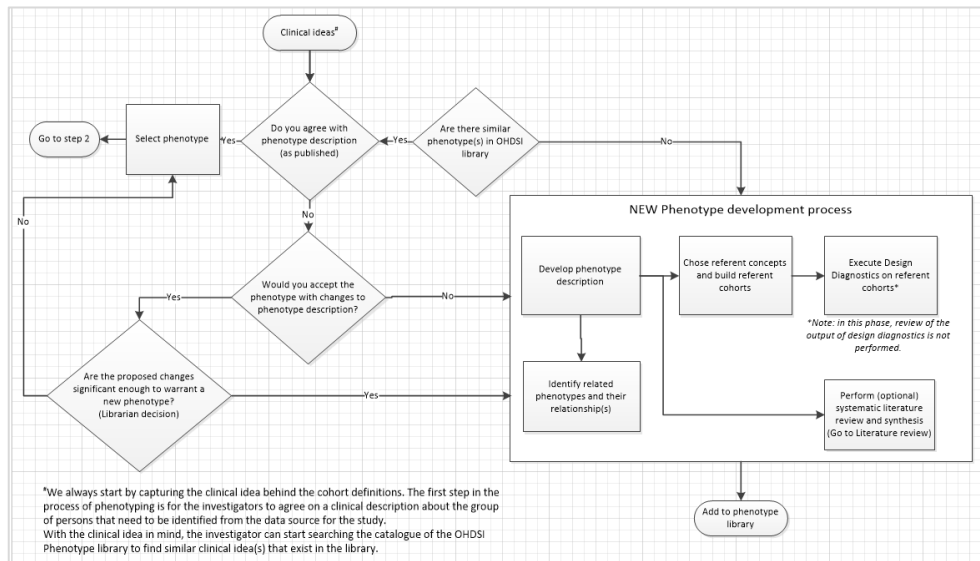 Clinical ideas#
Do you agree with
phenotype description
(as published)
Yes
Select phenotype
Go to step 2
Yes
Are there similar
phenotype(s) in OHDSI
library
No
No
Would you accept the
phenotype with changes to
phenotype description?
Yes
No
No
Are the proposed changes
significant enough to warrant a
new phenotype?
(Librarian decision)
Yes
NEW Phenotype development process
Develop phenotype
description
Chose referent concepts
and build referent
cohorts
Execute Design
Diagnostics on referent
cohorts*
*Note: in this phase, review of the
output of design diagnostics is not
performed.
Identify related
phenotypes and their
relationship(s)
Perform (optional)
systematic literature
review and synthesis
(Go to Literature review)
Add to phenotype
library
#We always start by capturing the clinical idea behind the cohort definitions. The first step in the
process of phenotyping is for the investigators to agree on a clinical description about the group
of persons that need to be identified from the data source for the study.
With the clinical idea in mind, the investigator can start searching the catalogue of the OHDSI
Phenotype library to find similar clinical idea(s) that exist in the library.